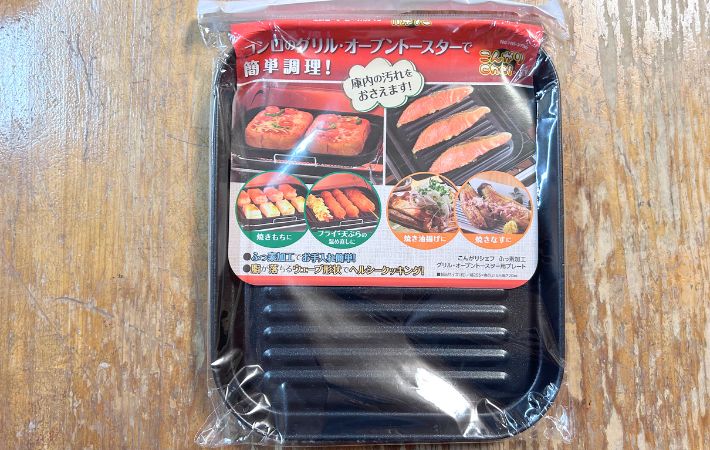 コンロのグリル・オーブントースターで
簡単調理!
こんがり
庫内の汚れを
おさえます!
焼きもちに
フライ・天ぷらの
温め直しに
焼き油揚げに
焼きなすに
●ふっ素加工でお手入れ簡単!
●脂が落ちるウェーブ形状でヘルシークッキング!
こんがりシェフ ふっ素加工
グリル・オーブントースター用プレート